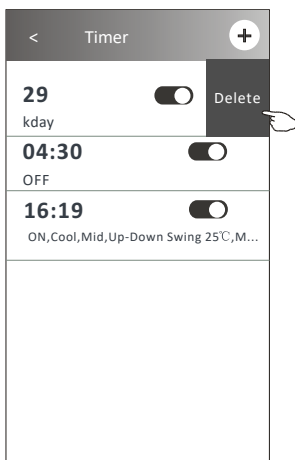 < Timer +
29
kday
Delete
04:30
OFF
16:19
ON,Cool,Mid,Up-Down Swing 25℃,M...